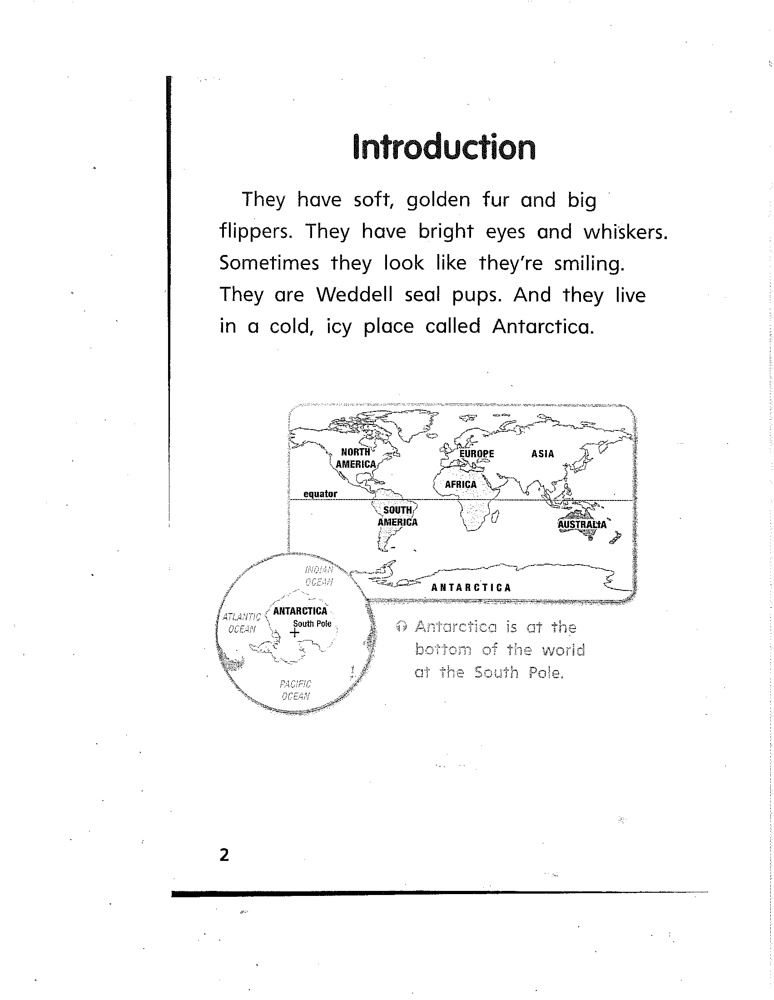 Introduction
They have soft, golden fur and big
flippers. They have bright eyes and whiskers.
Sometimes they look like they're smiling.
They are Weddell seal pups. And they live
in a cold, icy place called Antarctica.
NORTH
AMERICA
EUROPE
ASIA
AFRICA
equator
SOUTH
AMERICA
AUSTRALIA
ANTARCTICA
INDIAN
OCEAN
ATLANTIC
OCEAN
ANTARCTICA
South Pole
PACIFIC
OCEAN
Antarctica is at the
bottom of the world
at the South Pole.
2